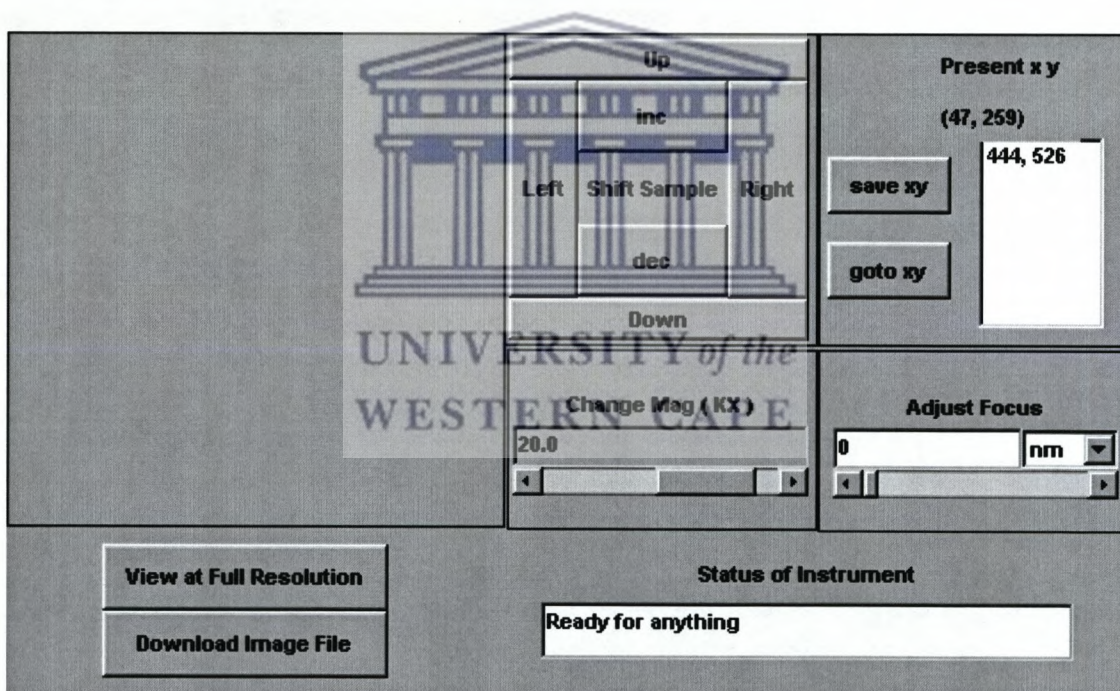 Up
inc
Left
Shift Sample
Right
dec
Down
Present x y
(47, 259)
save xy
444, 526
goto xy
UNIVERSITY of the
WESTERN CAPE
Change Mag ( KX )
20.0
Adjust Focus
0
nm
View at Full Resolution
Download Image File
Status of Instrument
Ready for anything